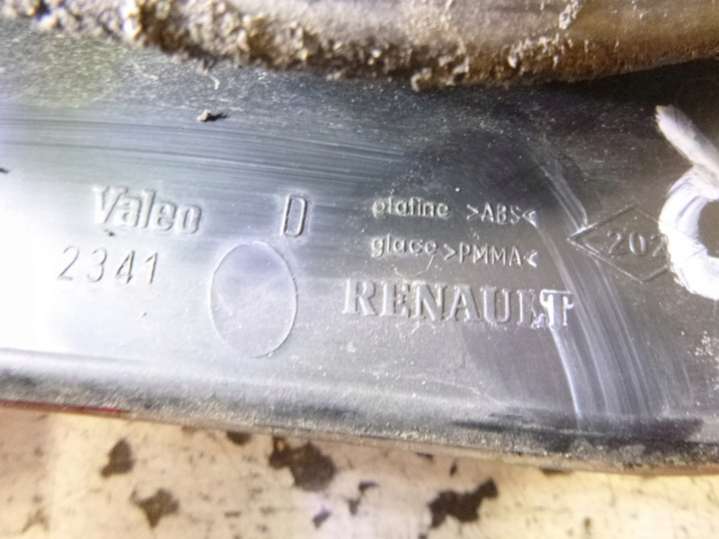 Valeo D
2341
platine >ABS<
glace >PMMA<
RENAULT